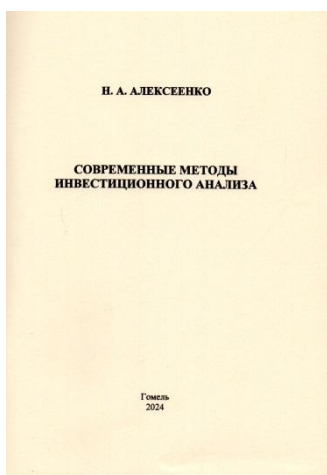 Н. А. АЛЕКСЕЕНКО
СОВРЕМЕННЫЕ МЕТОДЫ
ИНВЕСТИЦИОННОГО АНАЛИЗА
Гомель
2024